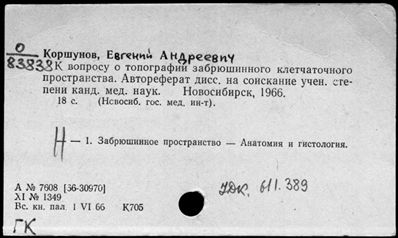 О
83838
Коршунов, Евгений Андреевич
К вопросу о топографии забрюшинного клетчаточного
пространства. Автореферат дисс. на соискание учен. сте-
пени канд. мед. наук. Новосибирск, 1966.
18 с. (Новосиб. гос. мед. ин-т).
Н — 1. Забрюшинное пространство — Анатомия и гистология.
А № 7608 [36-30970]
XI № 1349
Вс. кн. пал. 1 VI 66 К705
УДК. 611.389
ГК